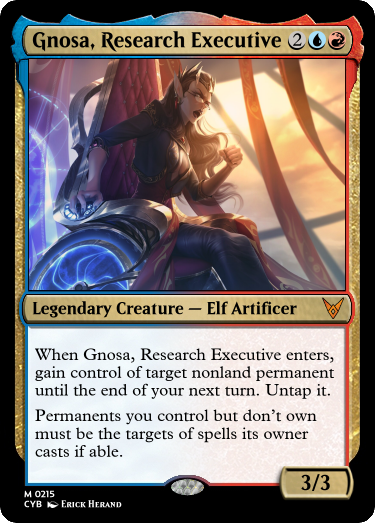 Gnosa, Research Executive 2
Legendary Creature — Elf Artificer
When Gnosa, Research Executive enters,
gain control of target nonland permanent
until the end of your next turn. Untap it.
Permanents you control but don't own
must be the targets of spells its owner
casts if able.
3/3
M 0215
CYB Erick Herand